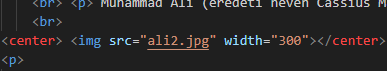 <br> <p> Muhammad Ali (eredeti neven Cassius M
<br>
<center> <img src="ali2.jpg" width="300"></center>
<p>